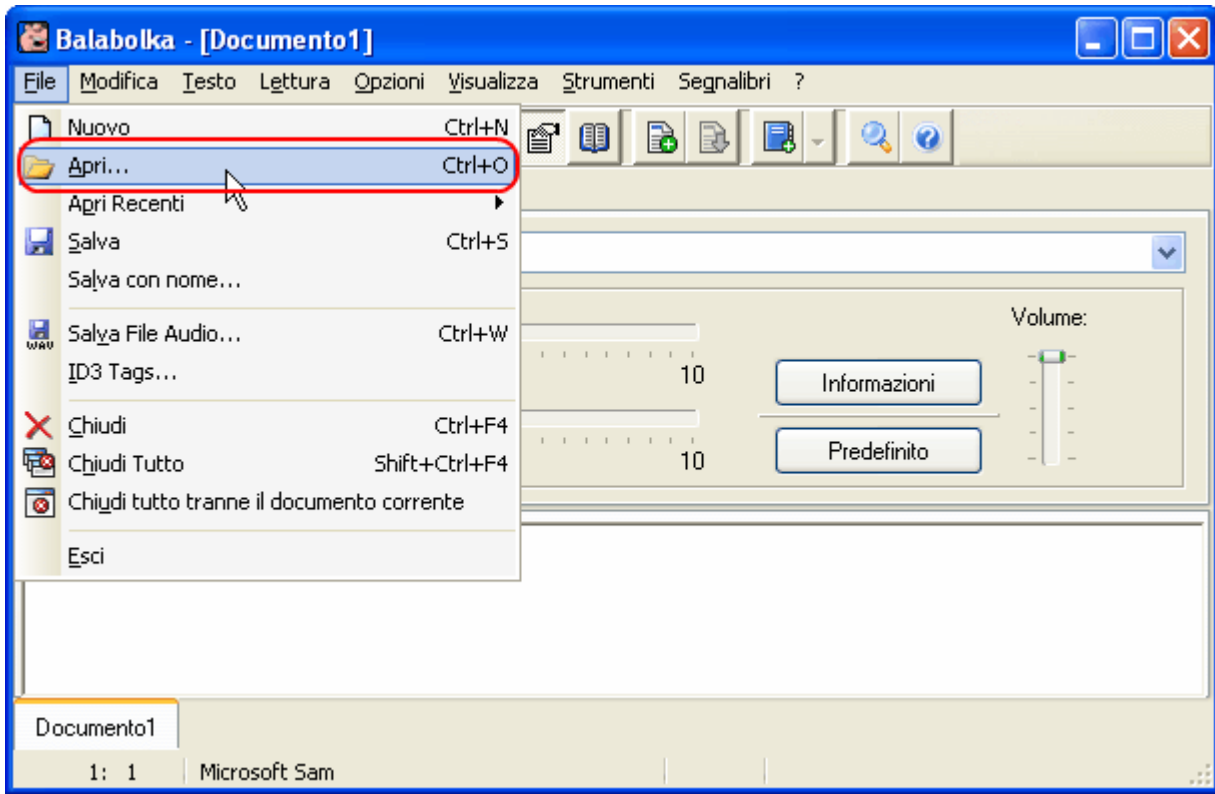 Balabolka - [Documento1]
File Modifica Testo Lettura Opzioni Visualizza Strumenti Segnalibri ?
Nuovo Ctrl+N
Apri... Ctrl+O
Apri Recenti
Salva Ctrl+S
Salva con nome...
Volume:
Salva File Audio... Ctrl+W
WAV
ID3 Tags...
10
Informazioni
Chiudi Ctrl+F4
Chiudi Tutto Shift+Ctrl+F4
10
Predefinito
Chiudi tutto tranne il documento corrente
Esci
Documento1
1: 1 Microsoft Sam